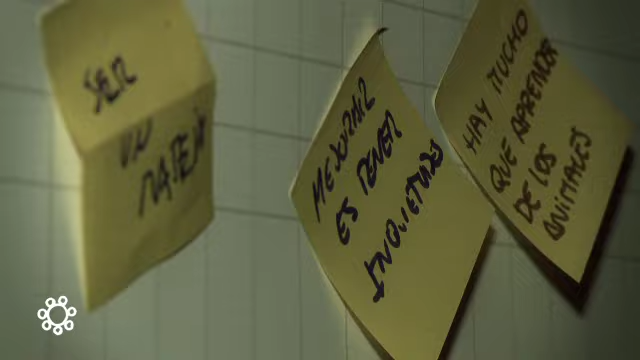 SER
UN
MEJORAR
ES TENER
INQUIETUDES
HAY MUCHO
QUE APRENDER
DE LOS
ANIMALES